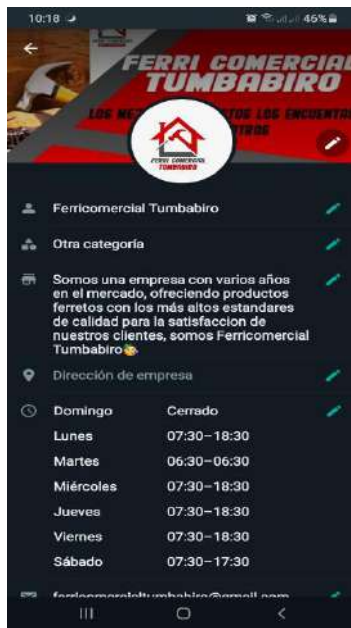 10:18
46%
FERRI COMERCIAL
TUMBABIRO
FERRI COMERCIAL
TUMBABIRO
Ferricomercial Tumbabiro
Otra categoría
Somos una empresa con varios años
en el mercado, ofreciendo productos
ferretos con los más altos estandares
de calidad para la satisfaccion de
nuestros clientes, somos Ferricomercial
Tumbabiro
Dirección de empresa
Domingo Cerrado
Lunes 07:30–18:30
Martes 06:30–06:30
Miércoles 07:30–18:30
Jueves 07:30–18:30
Viernes 07:30–18:30
Sábado 07:30–17:30